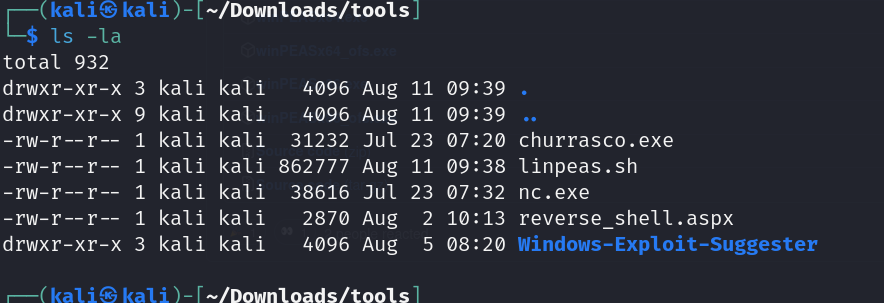 ┌──(kali㉿kali)-[~/Downloads/tools]
└─$ ls -la
total 932
drwxr-xr-x 3 kali kali   4096 Aug 11 09:39 .
drwxr-xr-x 9 kali kali   4096 Aug 11 09:39 ..
-rw-r--r-- 1 kali kali  31232 Jul 23 07:20 churrasco.exe
-rw-r--r-- 1 kali kali 862777 Aug 11 09:38 linpeas.sh
-rw-r--r-- 1 kali kali  38616 Jul 23 07:32 nc.exe
-rw-r--r-- 1 kali kali   2870 Aug  2 10:13 reverse_shell.aspx
drwxr-xr-x 3 kali kali   4096 Aug  5 08:20 Windows-Exploit-Suggester
┌──(kali㉿kali)-[~/Downloads/tools]